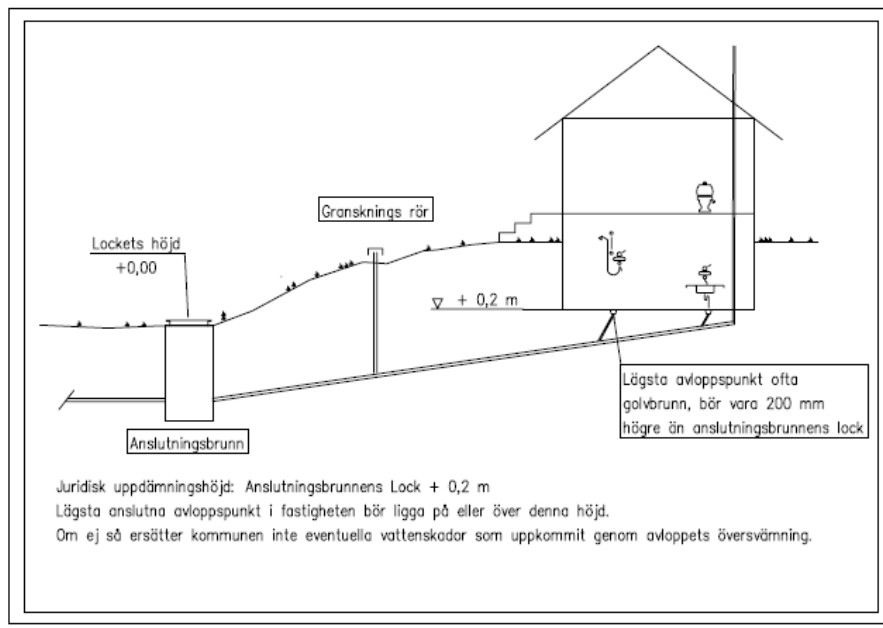 Gransknings rör
Lockets höjd
+0,00
+ 0,2 m
Lägsta avloppspunkt ofta
golvbrunn, bör vara 200 mm
högre än anslutningsbrunnens lock
Anslutningsbrunn
Juridisk uppdämningshöjd: Anslutningsbrunnens Lock + 0,2 m
Lägsta anslutna avloppspunkt i fastigheten bör ligga på eller över denna höjd.
Om ej så ersätter kommunen inte eventuella vattenskador som uppkommit genom avloppets översvämning.